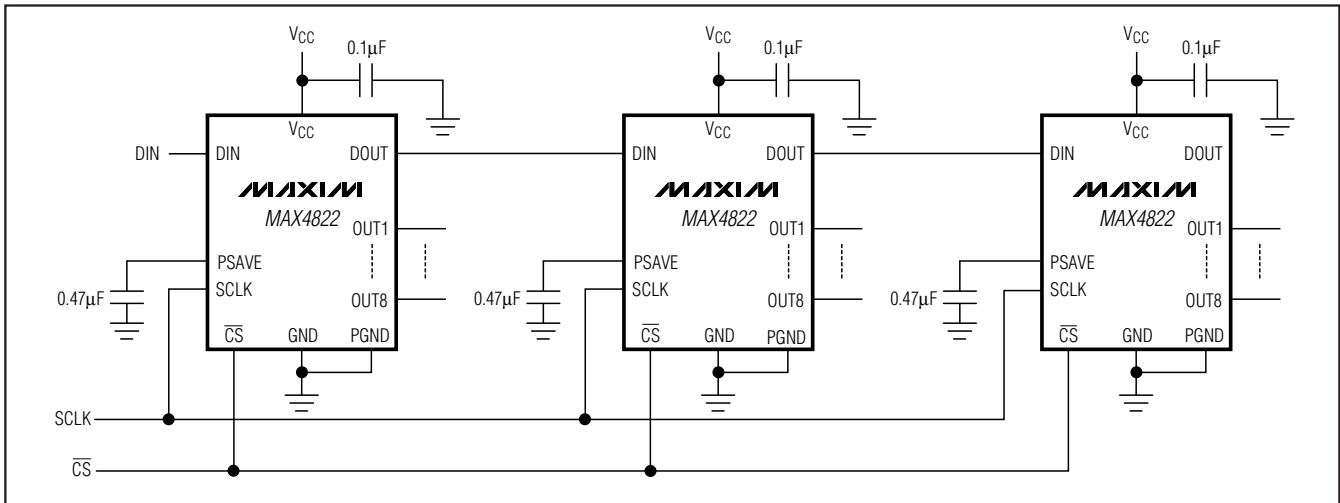 VCC 0.1µF
VCC
DIN DIN DOUT
MAXIM
MAX4822
OUT1
PSAVE
0.47µF SCLK
OUT8
CS GND PGND
VCC 0.1µF
VCC
DIN DOUT
MAXIM
MAX4822
OUT1
PSAVE
0.47µF SCLK
OUT8
CS GND PGND
VCC 0.1µF
VCC
DIN DOUT
MAXIM
MAX4822
OUT1
PSAVE
0.47µF SCLK
OUT8
CS GND PGND
SCLK
CS